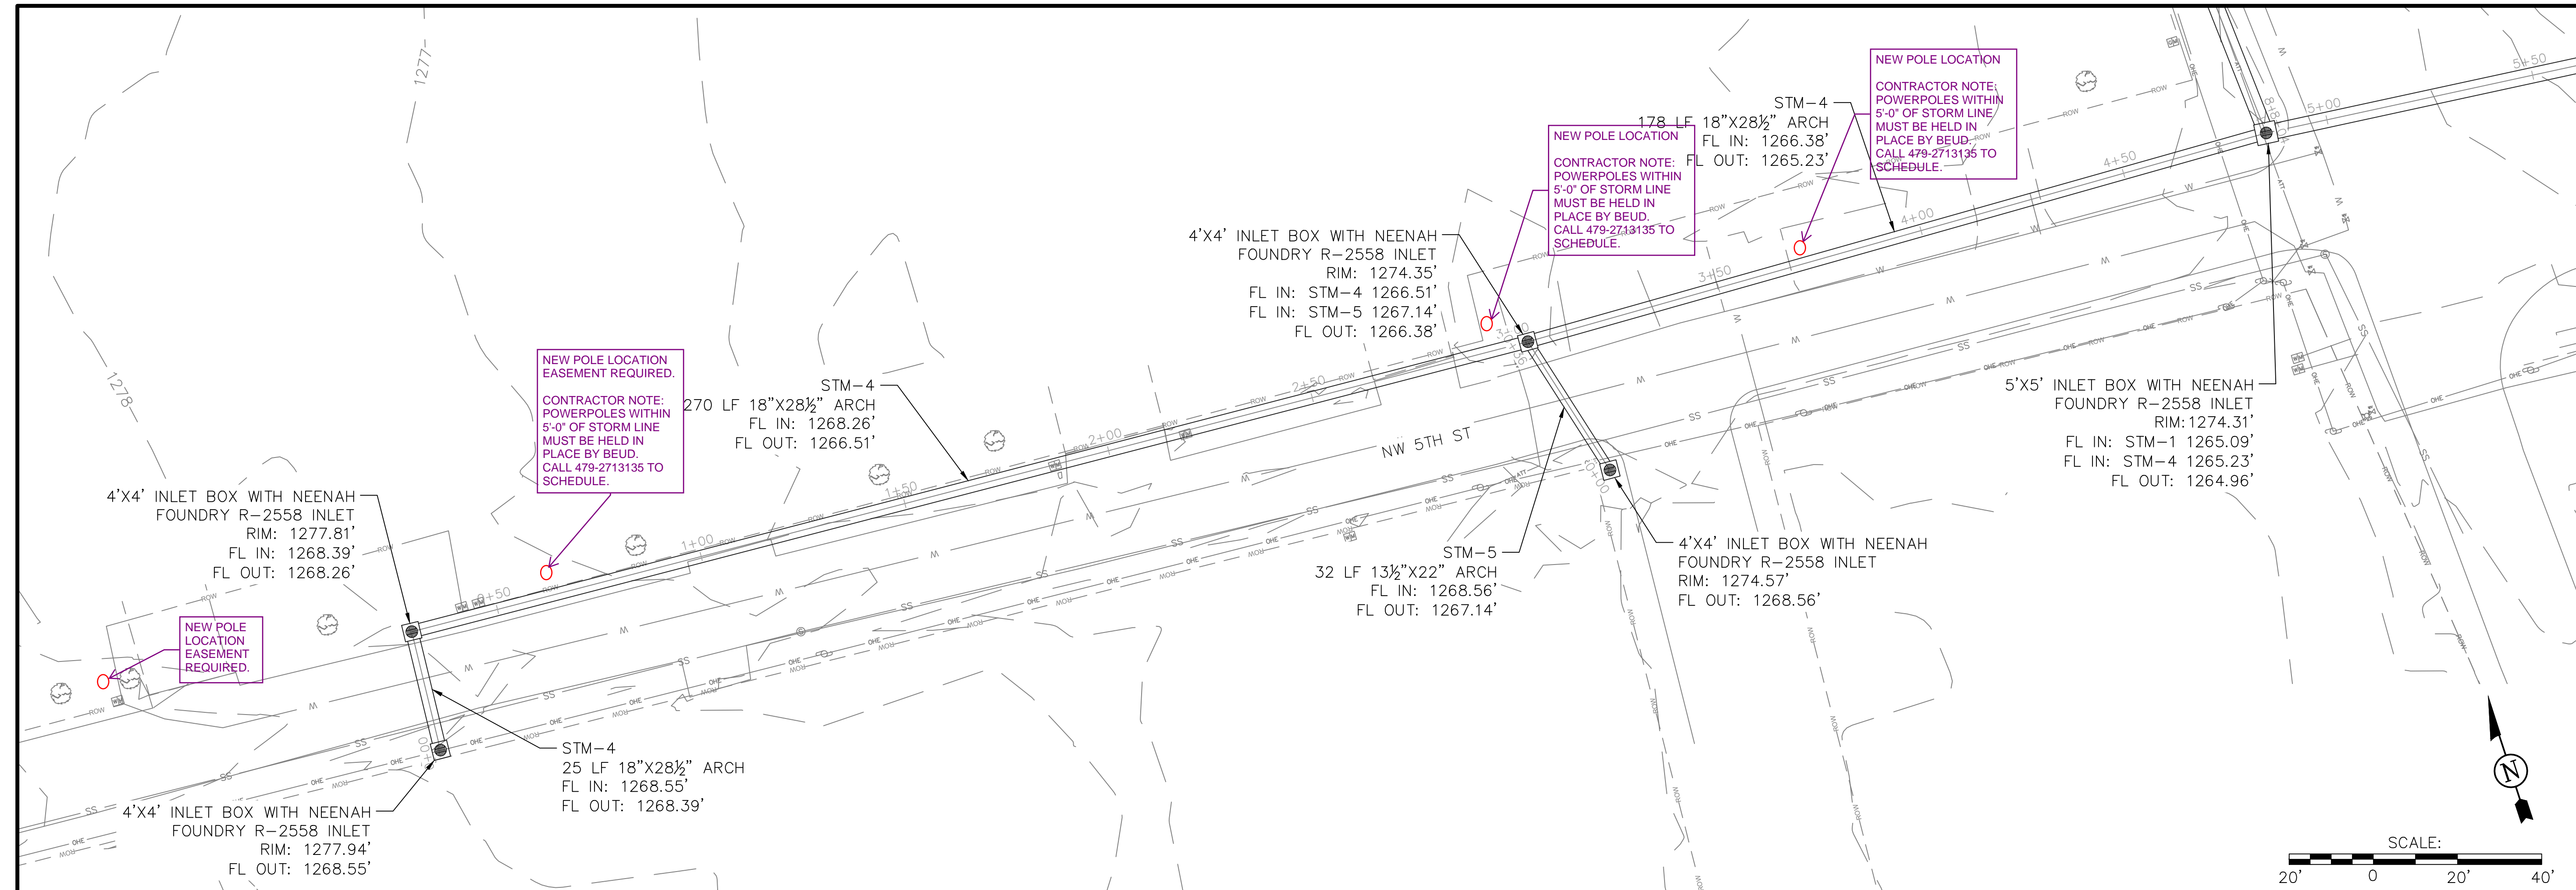 1277
1278
NEW POLE LOCATION
CONTRACTOR NOTE:
POWERPOLES WITHIN
5'-0" OF STORM LINE
MUST BE HELD IN
PLACE BY BEUD.
CALL 479-2713135 TO
SCHEDULE.
STM-4
178 LF 18"X28½" ARCH
FL IN: 1266.38'
FL OUT: 1265.23'
NEW POLE LOCATION
CONTRACTOR NOTE:
POWERPOLES WITHIN
5'-0" OF STORM LINE
MUST BE HELD IN
PLACE BY BEUD.
CALL 479-2713135 TO
SCHEDULE.
4'X4' INLET BOX WITH NEENAH
FOUNDRY R-2558 INLET
RIM: 1274.35'
FL IN: STM-4 1266.51'
FL IN: STM-5 1267.14'
FL OUT: 1266.38'
NEW POLE LOCATION
EASEMENT REQUIRED.
CONTRACTOR NOTE:
POWERPOLES WITHIN
5'-0" OF STORM LINE
MUST BE HELD IN
PLACE BY BEUD.
CALL 479-2713135 TO
SCHEDULE.
STM-4
270 LF 18"X28½" ARCH
FL IN: 1268.26'
FL OUT: 1266.51'
5'X5' INLET BOX WITH NEENAH
FOUNDRY R-2558 INLET
RIM:1274.31'
FL IN: STM-1 1265.09'
FL IN: STM-4 1265.23'
FL OUT: 1264.96'
4'X4' INLET BOX WITH NEENAH
FOUNDRY R-2558 INLET
RIM: 1277.81'
FL IN: 1268.39'
FL OUT: 1268.26'
NW 5TH ST
STM-5
32 LF 13½"X22" ARCH
FL IN: 1268.56'
FL OUT: 1267.14'
4'X4' INLET BOX WITH NEENAH
FOUNDRY R-2558 INLET
RIM: 1274.57'
FL OUT: 1268.56'
NEW POLE
LOCATION
EASEMENT
REQUIRED.
STM-4
25 LF 18"X28½" ARCH
FL IN: 1268.55'
FL OUT: 1268.39'
4'X4' INLET BOX WITH NEENAH
FOUNDRY R-2558 INLET
RIM: 1277.94'
FL OUT: 1268.55'
0+50
1+00
1+50
2+00
2+50
3+00
3+50
4+00
4+50
5+00
5+50
ROW
OHE
SS
W
ATT
WM
N
SCALE:
20' 0 20' 40'